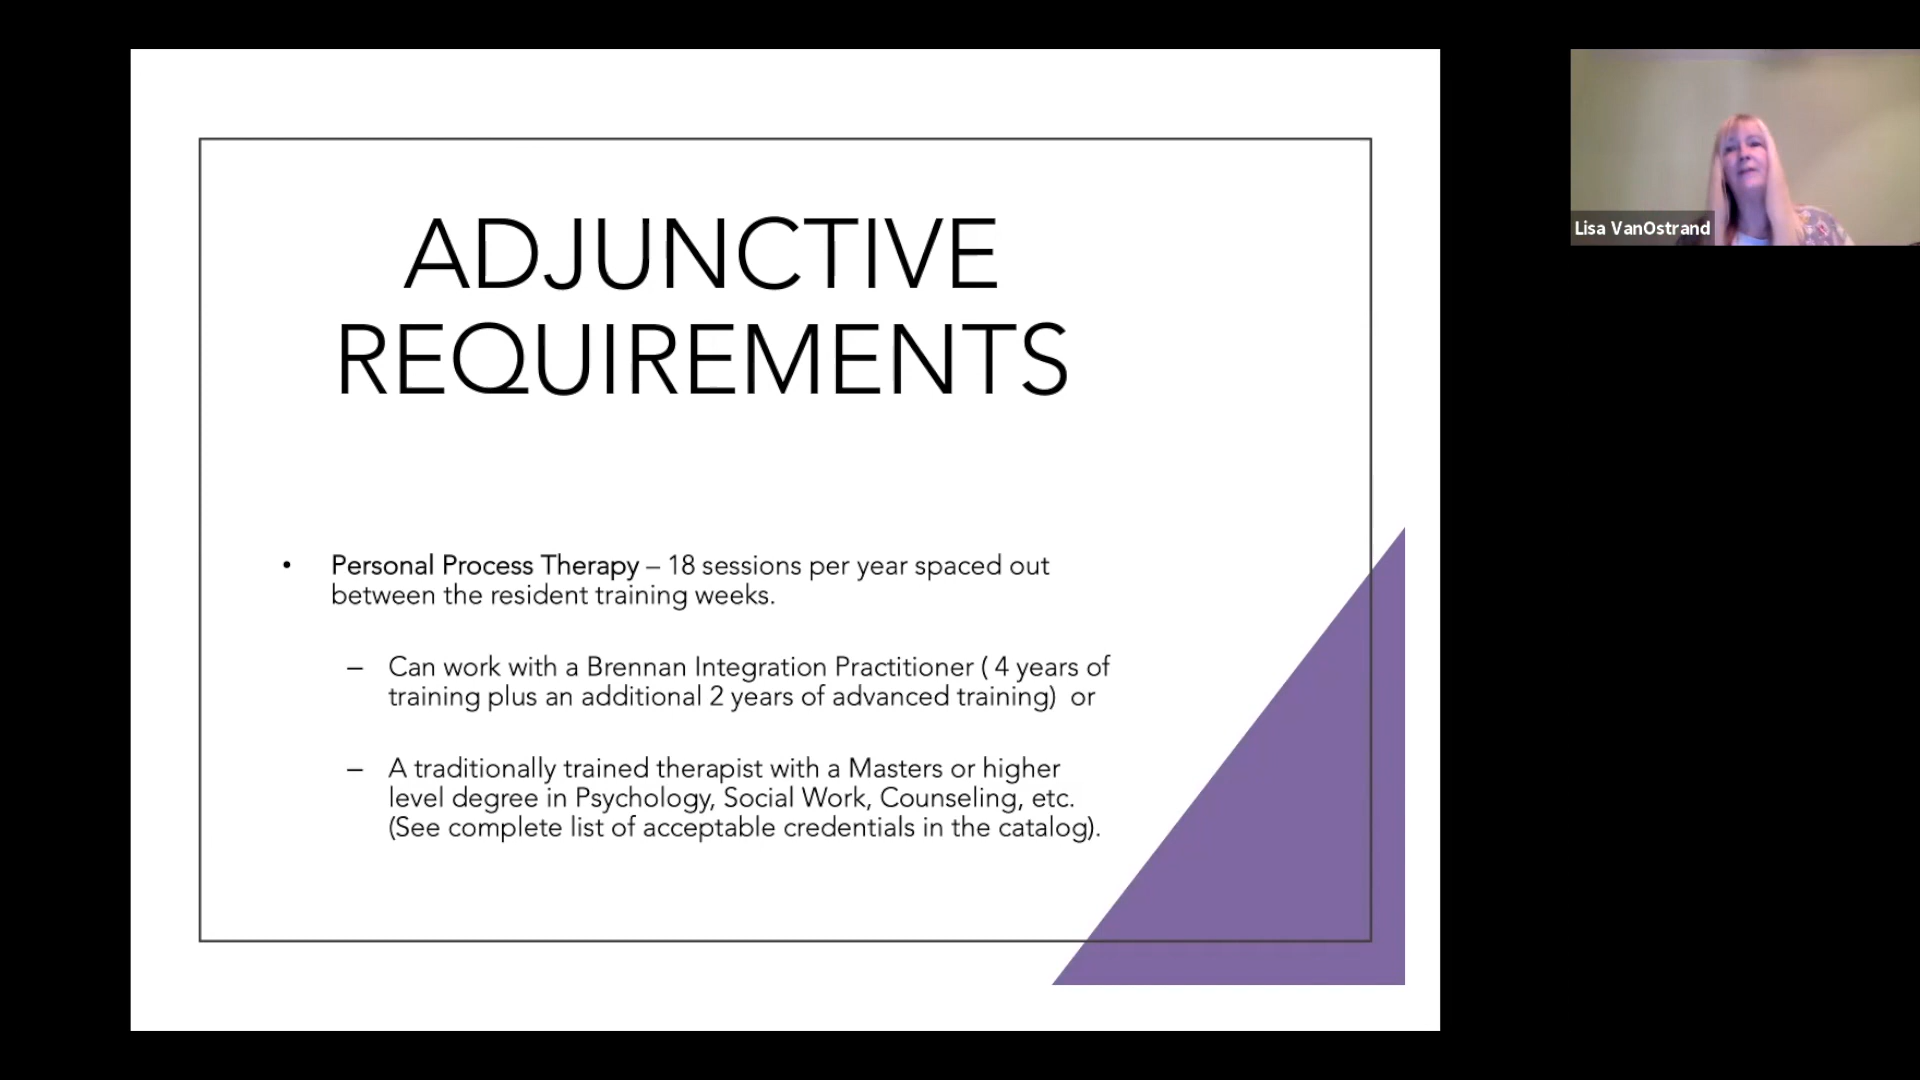 ADJUNCTIVE
REQUIREMENTS
• Personal Process Therapy – 18 sessions per year spaced out
between the resident training weeks.
– Can work with a Brennan Integration Practitioner ( 4 years of
training plus an additional 2 years of advanced training)  or
– A traditionally trained therapist with a Masters or higher
level degree in Psychology, Social Work, Counseling, etc.
(See complete list of acceptable credentials in the catalog).
Lisa VanOstrand